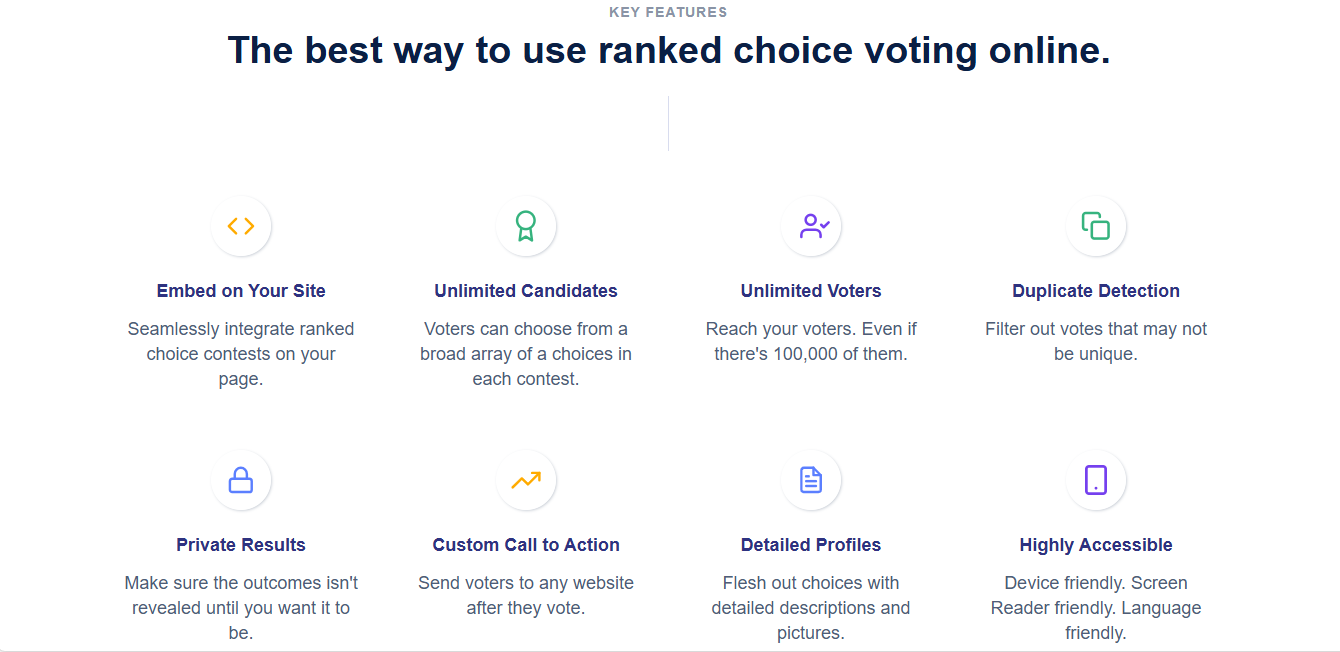 KEY FEATURES
The best way to use ranked choice voting online.
Embed on Your Site
Seamlessly integrate ranked
choice contests on your
page.
Unlimited Candidates
Voters can choose from a
broad array of a choices in
each contest.
Unlimited Voters
Reach your voters. Even if
there's 100,000 of them.
Duplicate Detection
Filter out votes that may not
be unique.
Private Results
Make sure the outcomes isn't
revealed until you want it to
be.
Custom Call to Action
Send voters to any website
after they vote.
Detailed Profiles
Flesh out choices with
detailed descriptions and
pictures.
Highly Accessible
Device friendly. Screen
Reader friendly. Language
friendly.